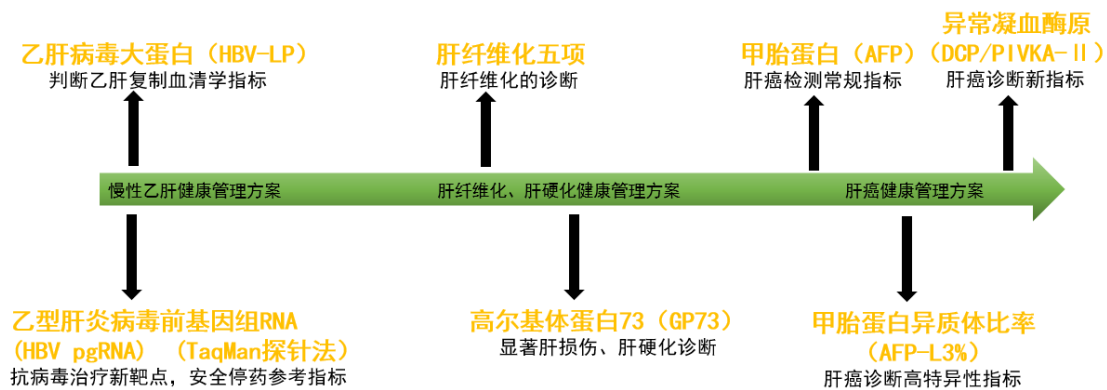 乙肝病毒大蛋白（HBV-LP）
判断乙肝复制血清学指标
肝纤维化五项
肝纤维化的诊断
甲胎蛋白（AFP）
肝癌检测常规指标
异常凝血酶原
（DCP/PIVKA-Ⅱ）
肝癌诊断新指标
慢性乙肝健康管理方案
肝纤维化、肝硬化健康管理方案
肝癌健康管理方案
乙型肝炎病毒前基因组RNA
(HBV pgRNA) （TaqMan探针法）
抗病毒治疗新靶点，安全停药参考指标
高尔基体蛋白73（GP73）
显著肝损伤、肝硬化诊断
甲胎蛋白异质体比率
(AFP-L3%)
肝癌诊断高特异性指标